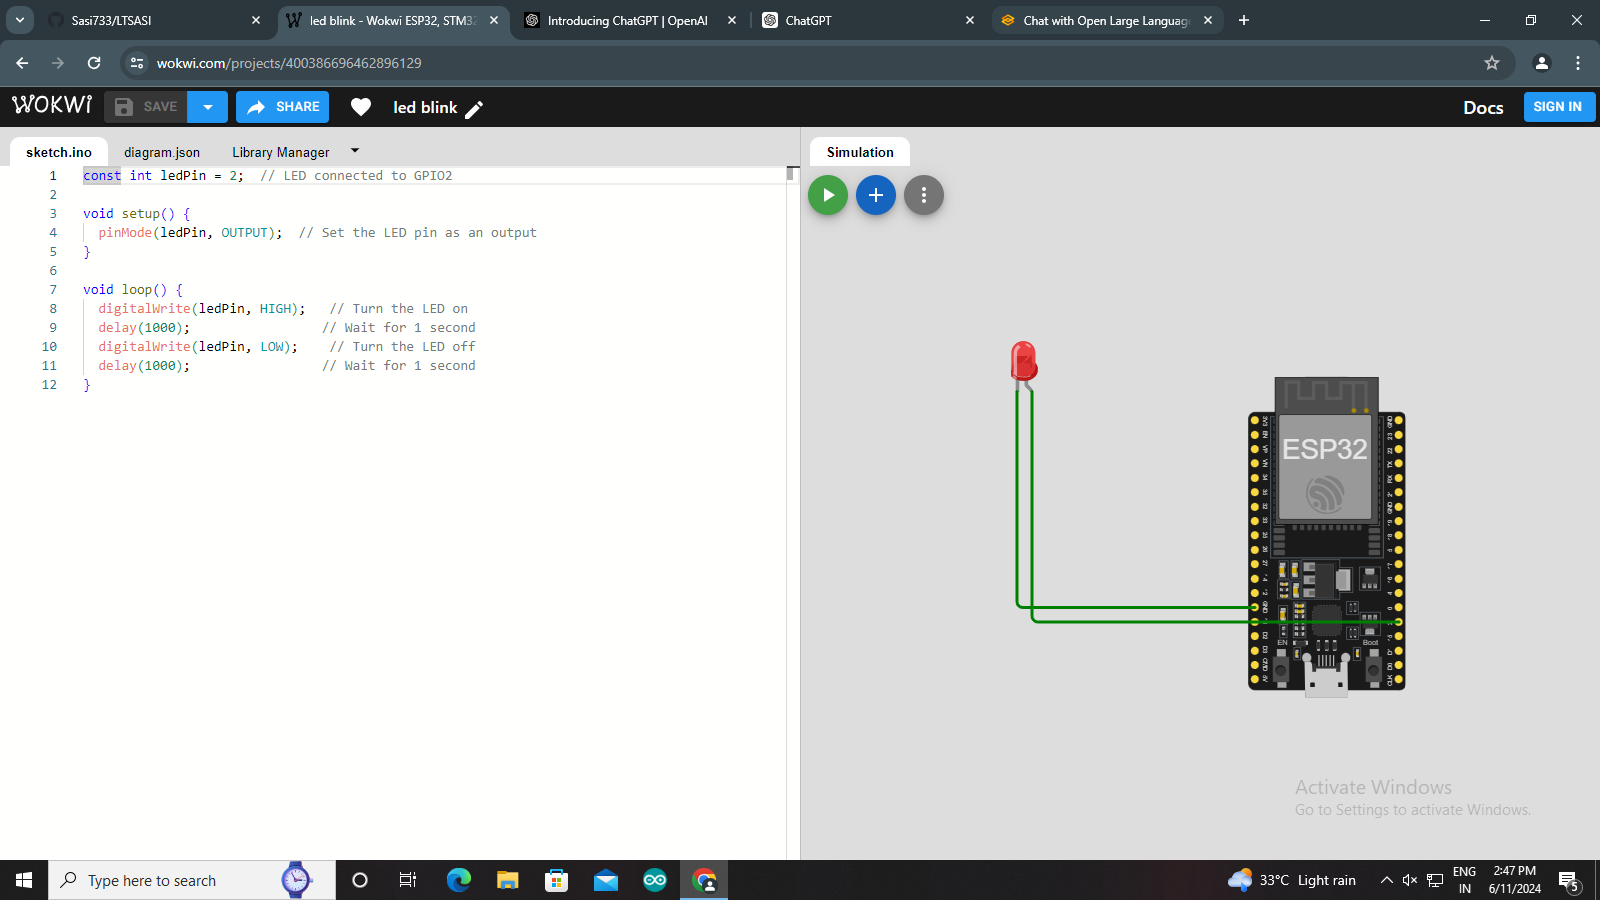 Sasi733/LTSASI
led blink - Wokwi ESP32, STM32
Introducing ChatGPT | OpenAI
ChatGPT
Chat with Open Large Language
wokwi.com/projects/400386696462896129
WOKWI
SAVE
SHARE
led blink
Docs
SIGN IN
sketch.ino
diagram.json
Library Manager
Simulation
1 const int ledPin = 2;  // LED connected to GPIO2
2
3 void setup() {
4   pinMode(ledPin, OUTPUT);  // Set the LED pin as an output
5 }
6
7 void loop() {
8   digitalWrite(ledPin, HIGH);   // Turn the LED on
9   delay(1000);                 // Wait for 1 second
10   digitalWrite(ledPin, LOW);    // Turn the LED off
11   delay(1000);                 // Wait for 1 second
12 }
ESP32
EN
Boot
Activate Windows
Go to Settings to activate Windows.
Type here to search
33°C Light rain
ENG
IN
2:47 PM
6/11/2024
5